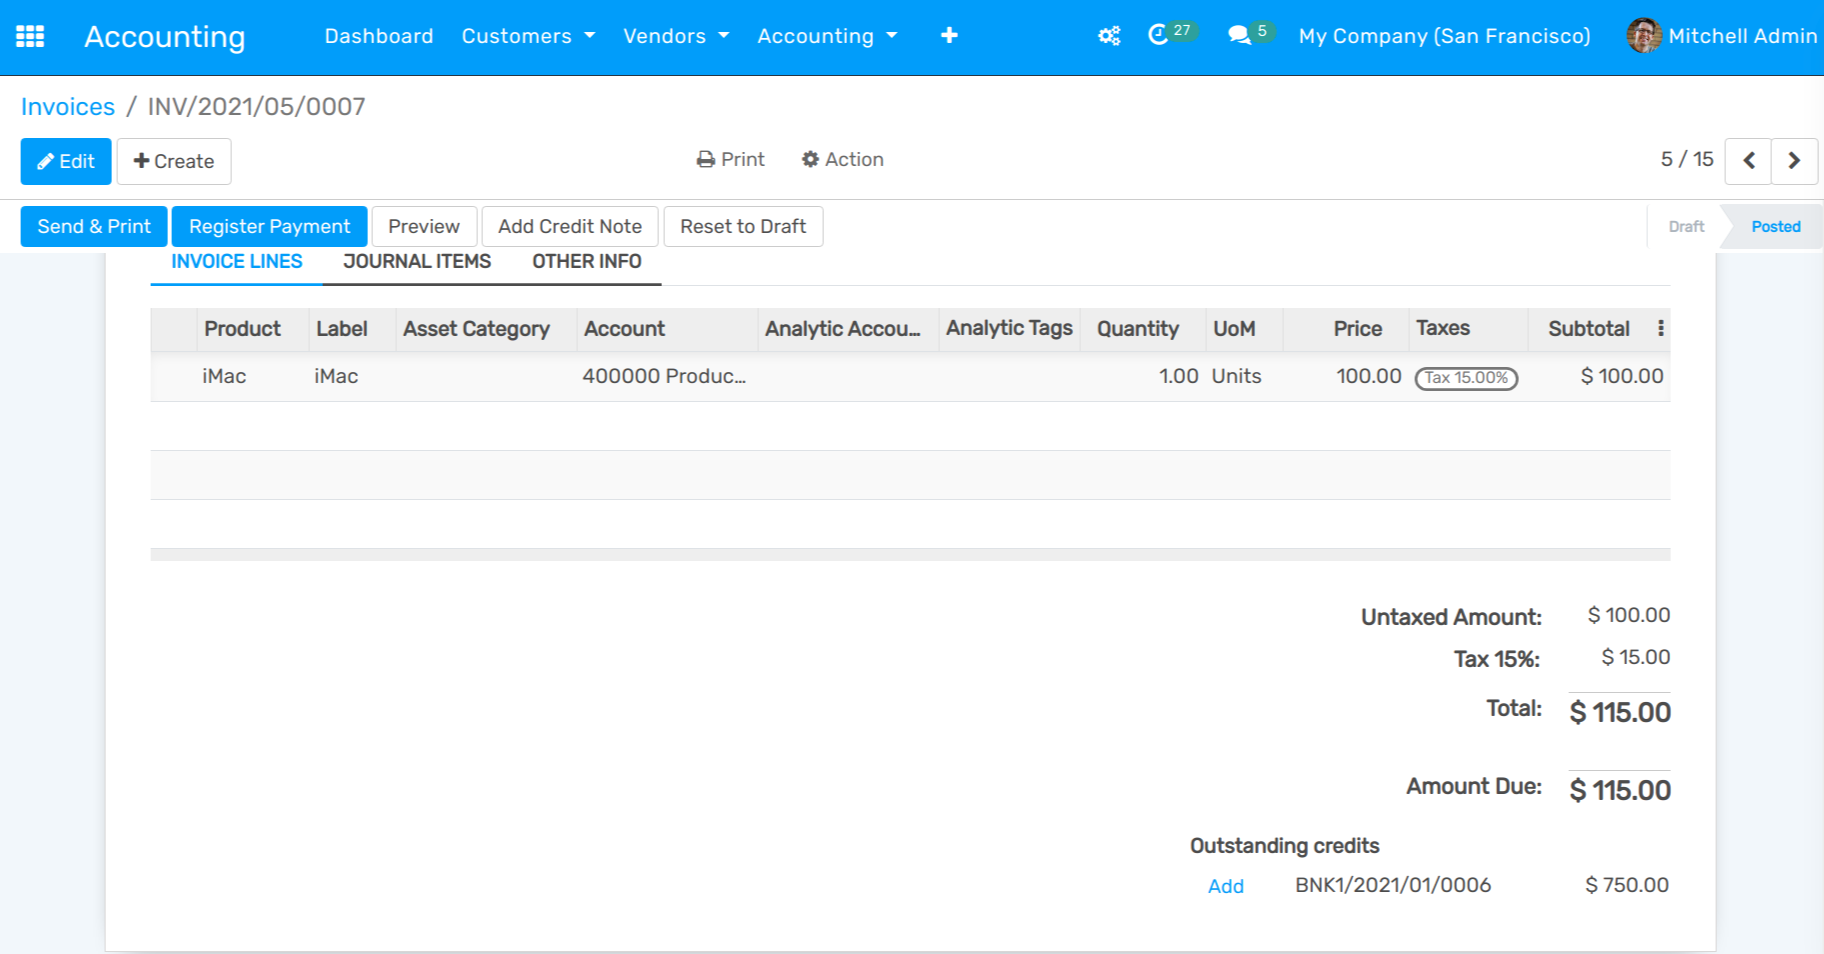 Accounting Dashboard Customers Vendors Accounting 27 5 My Company (San Francisco) Mitchell Admin
Invoices / INV/2021/05/0007
Edit Create Print Action 5 / 15
Send & Print Register Payment Preview Add Credit Note Reset to Draft Draft Posted
INVOICE LINES JOURNAL ITEMS OTHER INFO
Product Label Asset Category Account Analytic Accou... Analytic Tags Quantity UoM Price Taxes Subtotal
iMac iMac 400000 Produc... 1.00 Units 100.00 Tax 15.00% $ 100.00
Untaxed Amount: $ 100.00
Tax 15%: $ 15.00
Total: $ 115.00
Amount Due: $ 115.00
Outstanding credits
Add BNK1/2021/01/0006 $ 750.00